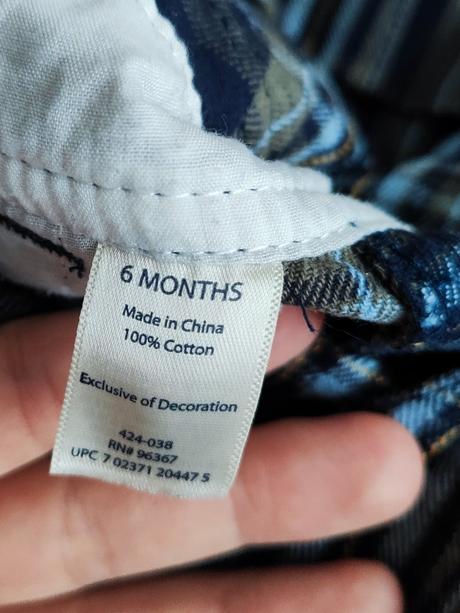 6 MONTHS
Made in China
100% Cotton
Exclusive of Decoration
424-038
RN# 96367
UPC 7 02371 20447 5